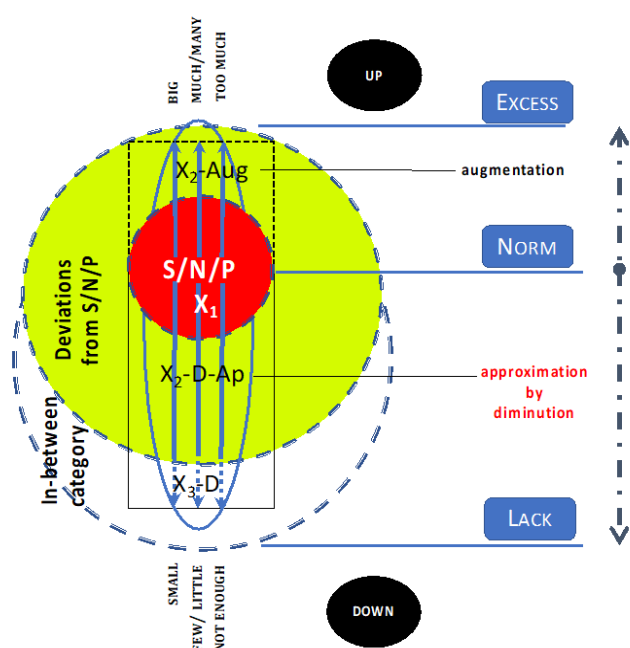 BIG
MUCH/MANY
TOO MUCH
UP
EXCESS
X2-Aug
augmentation
S/N/P
X1
NORM
Deviations
from S/N/P
X2-D-Ap
approximation
by
diminution
In-between
category
X3-D
LACK
SMALL
FEW/ LITTLE
NOT ENOUGH
DOWN